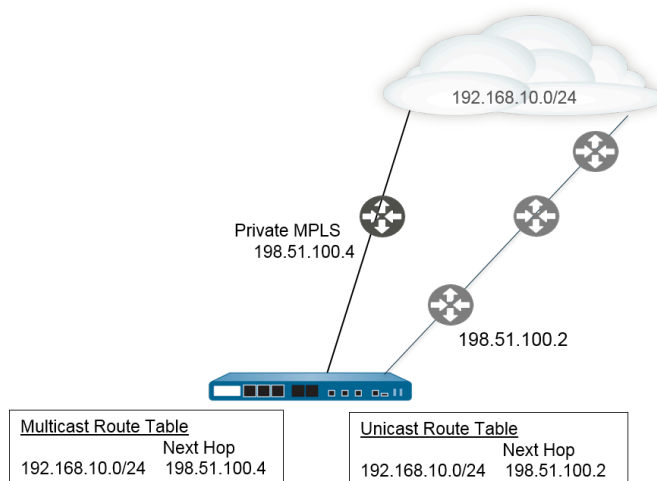 192.168.10.0/24
Private MPLS
198.51.100.4
198.51.100.2
Multicast Route Table
Next Hop
192.168.10.0/24 198.51.100.4
Unicast Route Table
Next Hop
192.168.10.0/24 198.51.100.2